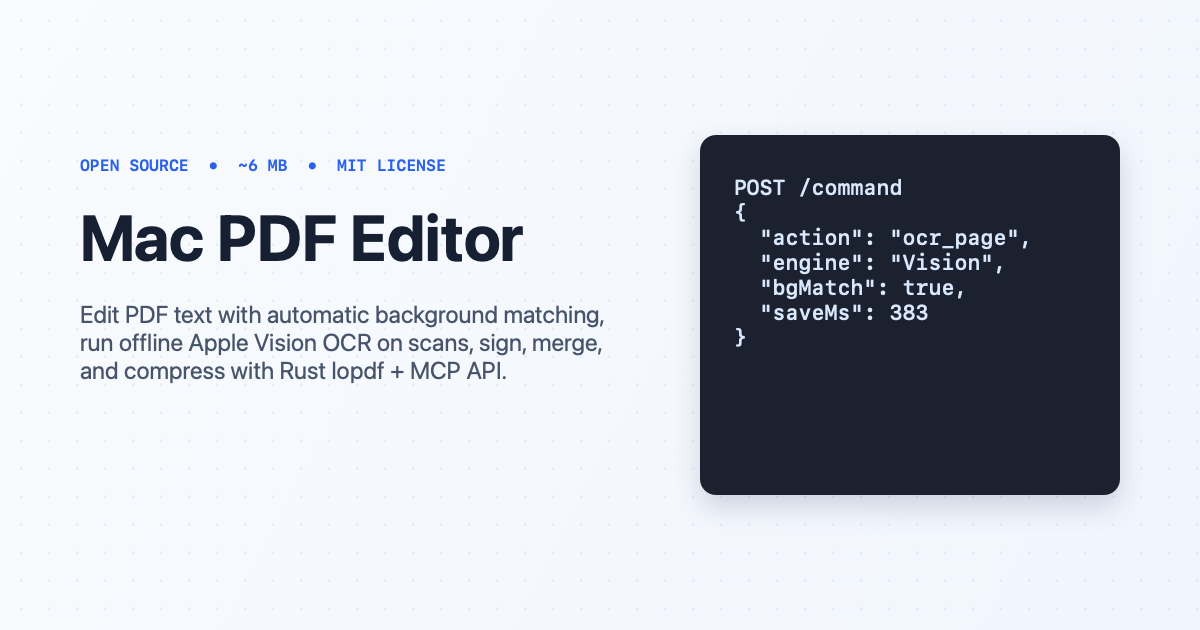 OPEN SOURCE • ~6 MB • MIT LICENSE
Mac PDF Editor
Edit PDF text with automatic background matching,
run offline Apple Vision OCR on scans, sign, merge,
and compress with Rust lopdf + MCP API.
POST /command
{
  "action": "ocr_page",
  "engine": "Vision",
  "bgMatch": true,
  "saveMs": 383
}